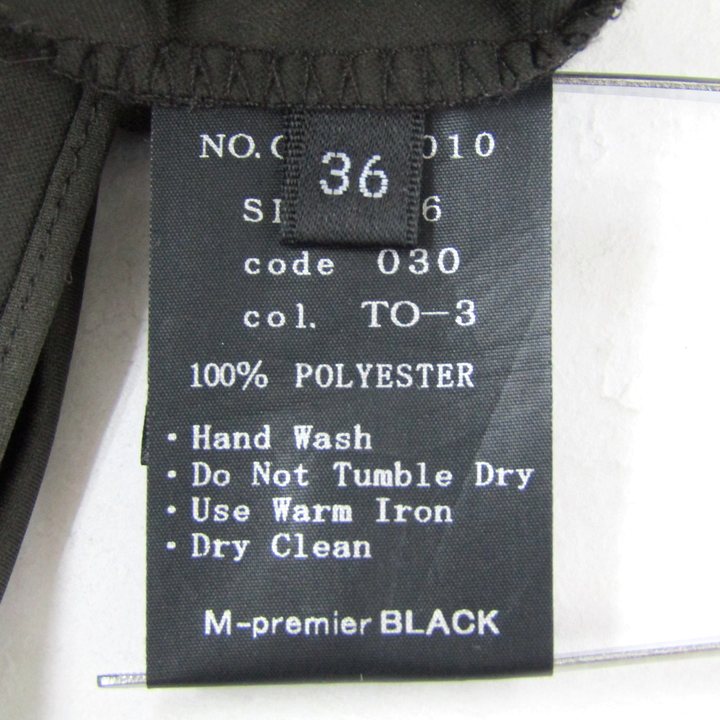 NO.
36
code 030
col. TO-3
100% POLYESTER
・Hand Wash
・Do Not Tumble Dry
・Use Warm Iron
・Dry Clean
M-premier BLACK